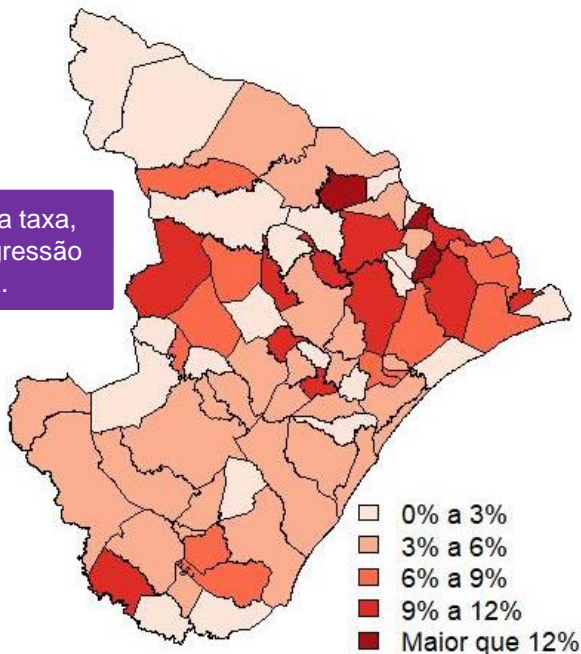 a taxa,
gressão
.
0% a 3%
3% a 6%
6% a 9%
9% a 12%
Maior que 12%